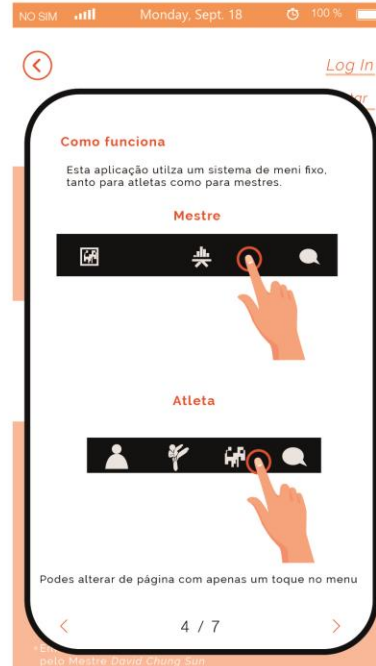 NO SIM
Monday, Sept. 18
100 %
Log In
Como funciona
Esta aplicação utilza um sistema de meni fixo,
tanto para atletas como para mestres.
Mestre
Atleta
Podes alterar de página com apenas um toque no menu
4 / 7
pelo Mestre David Chung Sun